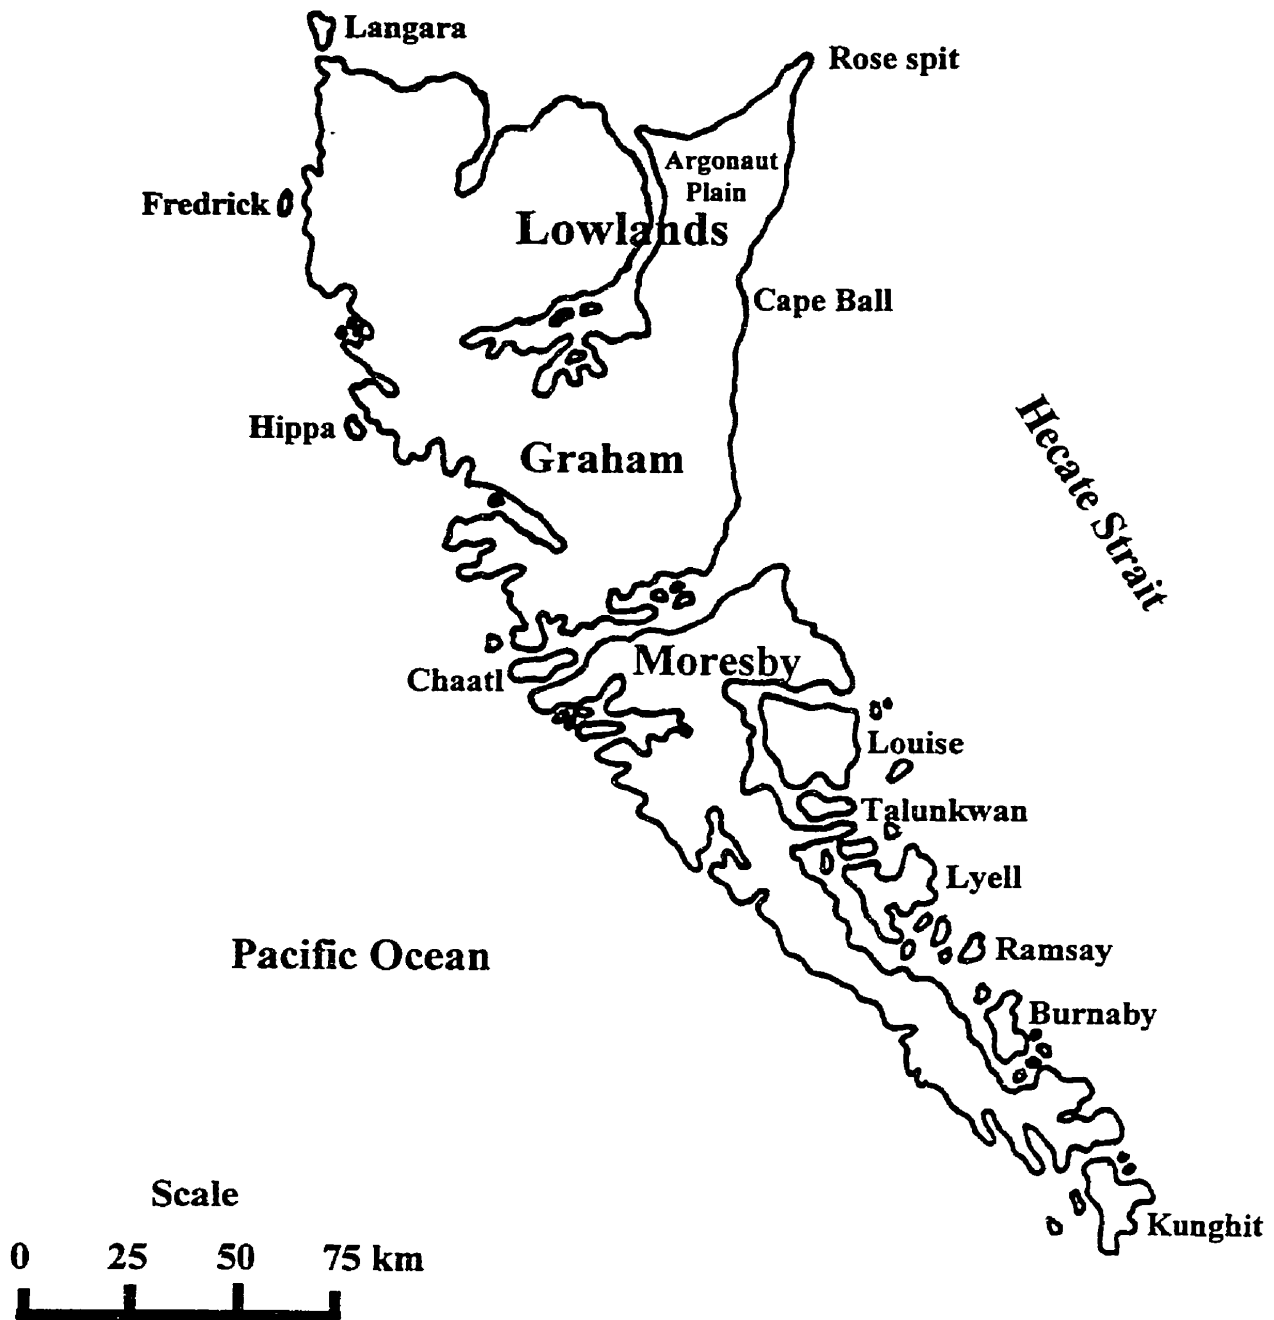 Langara
Rose spit
Argonaut
Plain
Fredrick
Lowlands
Cape Ball
Hippa
Graham
Hecate Strait
Moresby
Chaatl
Louise
Talunkwan
Lyell
Pacific Ocean
Ramsay
Burnaby
Scale
Kunghit
0 25 50 75 km